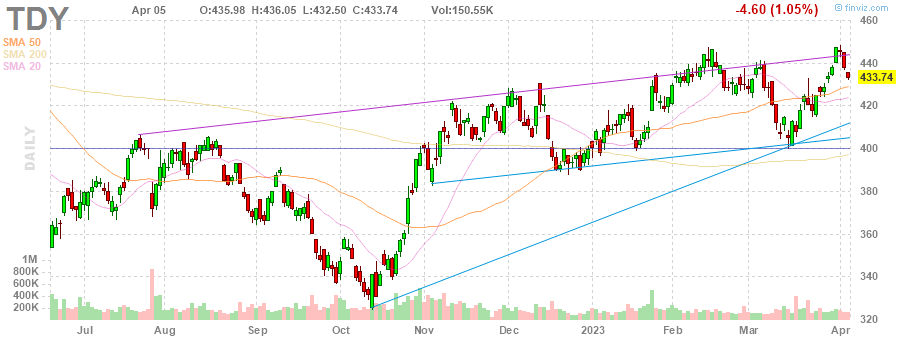 TDY Apr 05 O:435.98 H:436.05 L:432.50 C:433.74 Vol:150.55K -4.60 (1.05%) finviz.com
SMA 50
SMA 200
SMA 20
DAILY
460
440
433.74
420
400
380
360
340
320
1M
800K
600K
400K
200K
Jul Aug Sep Oct Nov Dec 2023 Feb Mar Apr